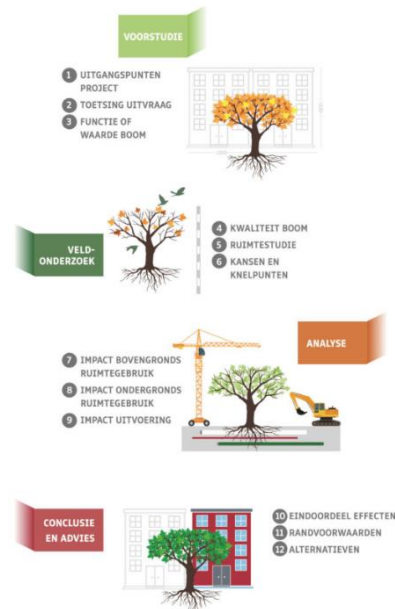 VOORSTUDIE
1 UITGANGSPUNTEN
PROJECT
2 TOETSING UITVRAAG
3 FUNCTIE OF
WAARDE BOOM
VELD-
ONDERZOEK
4 KWALITEIT BOOM
5 RUIMTESTUDIE
6 KANSEN EN
KNELPUNTEN
ANALYSE
7 IMPACT BOVENGRONDS
RUIMTEGEBRUIK
8 IMPACT ONDERGRONDS
RUIMTEGEBRUIK
9 IMPACT UITVOERING
CONCLUSIE
EN ADVIES
10 EINDOORDEEL EFFECTEN
11 RANDVOORWAARDEN
12 ALTERNATIEVEN